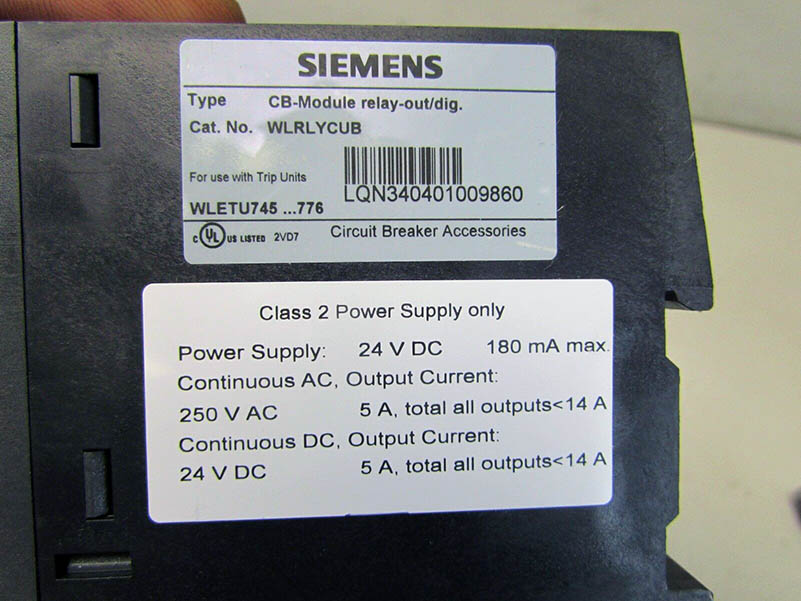 SIEMENS
Type CB-Module relay-out/dig.
Cat. No. WLRLYCUB
For use with Trip Units
LQN340401009860
WLETU745 ...776
c UL US LISTED 2VD7 Circuit Breaker Accessories
Class 2 Power Supply only
Power Supply: 24 V DC 180 mA max.
Continuous AC, Output Current:
250 V AC 5 A, total all outputs<14 A
Continuous DC, Output Current:
24 V DC 5 A, total all outputs<14 A